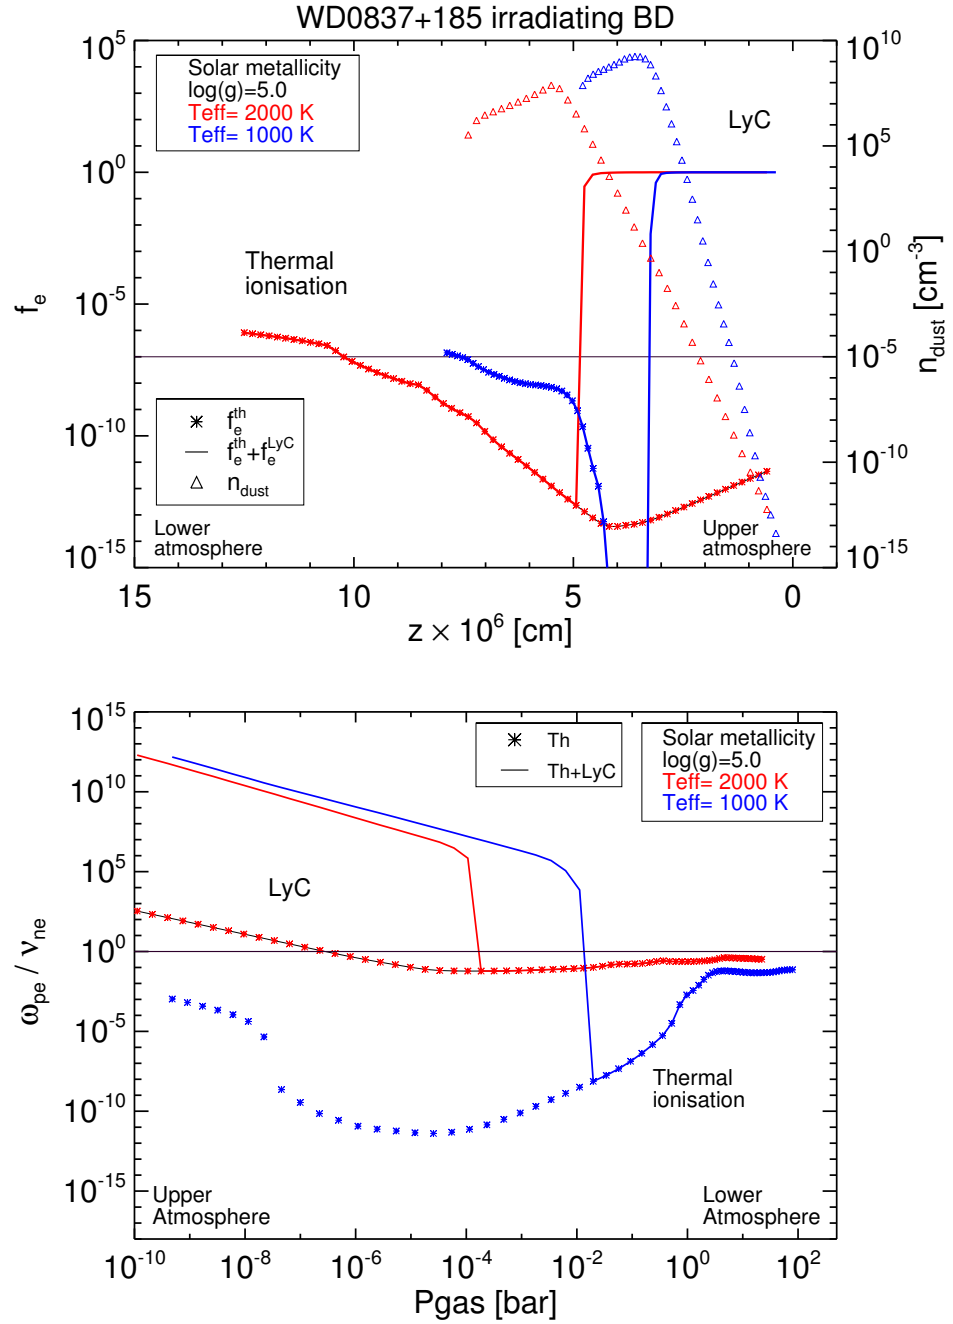 WD0837+185 irradiating BD
10^5
10^0
10^-5
10^-10
10^-15
f_e
10^10
10^5
10^0
10^-5
10^-10
10^-15
n_dust [cm^-3]
Solar metallicity
log(g)=5.0
Teff= 2000 K
Teff= 1000 K
LyC
Thermal
ionisation
f_e^th
f_e^th+f_e^LyC
n_dust
Lower
atmosphere
Upper
atmosphere
15 10 5 0
z × 10^6 [cm]
10^15
10^10
10^5
10^0
10^-5
10^-10
10^-15
ω_pe / ν_ne
Th
Th+LyC
Solar metallicity
log(g)=5.0
Teff= 2000 K
Teff= 1000 K
LyC
Thermal
ionisation
Upper
Atmosphere
Lower
Atmosphere
10^-10 10^-8 10^-6 10^-4 10^-2 10^0 10^2
Pgas [bar]